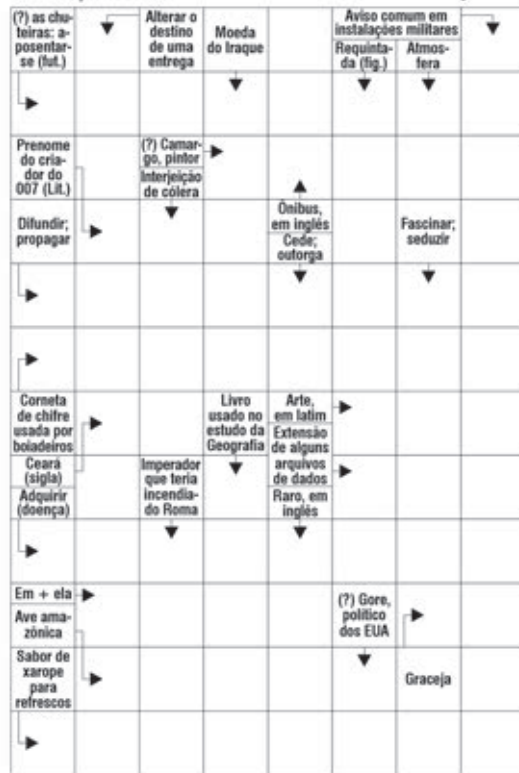 (?) as chu-
teiras: a-
posentar-
se (fut.)
Alterar o
destino
de uma
entrega
Moeda
do Iraque
Aviso comum em
instalações militares
Requinta-
da (fig.)
Atmos-
fera
Prenome
do cria-
dor do
007 (Lit.)
(?) Camar-
go, pintor
Interjeição
de cólera
Difundir;
propagar
Ônibus,
em inglês
Cede;
outorga
Fascinar;
seduzir
Corneta
de chifre
usada por
boiadeiros
Livro
usado no
estudo da
Geografia
Arte,
em latim
Extensão
de alguns
arquivos
de dados
Ceará
(sigla)
Adquirir
(doença)
Imperador
que teria
incendia-
do Roma
Raro, em
inglês
Em + ela
Ave ama-
zônica
(?) Gore,
político
dos EUA
Sabor de
xarope
para
refrescos
Graceja